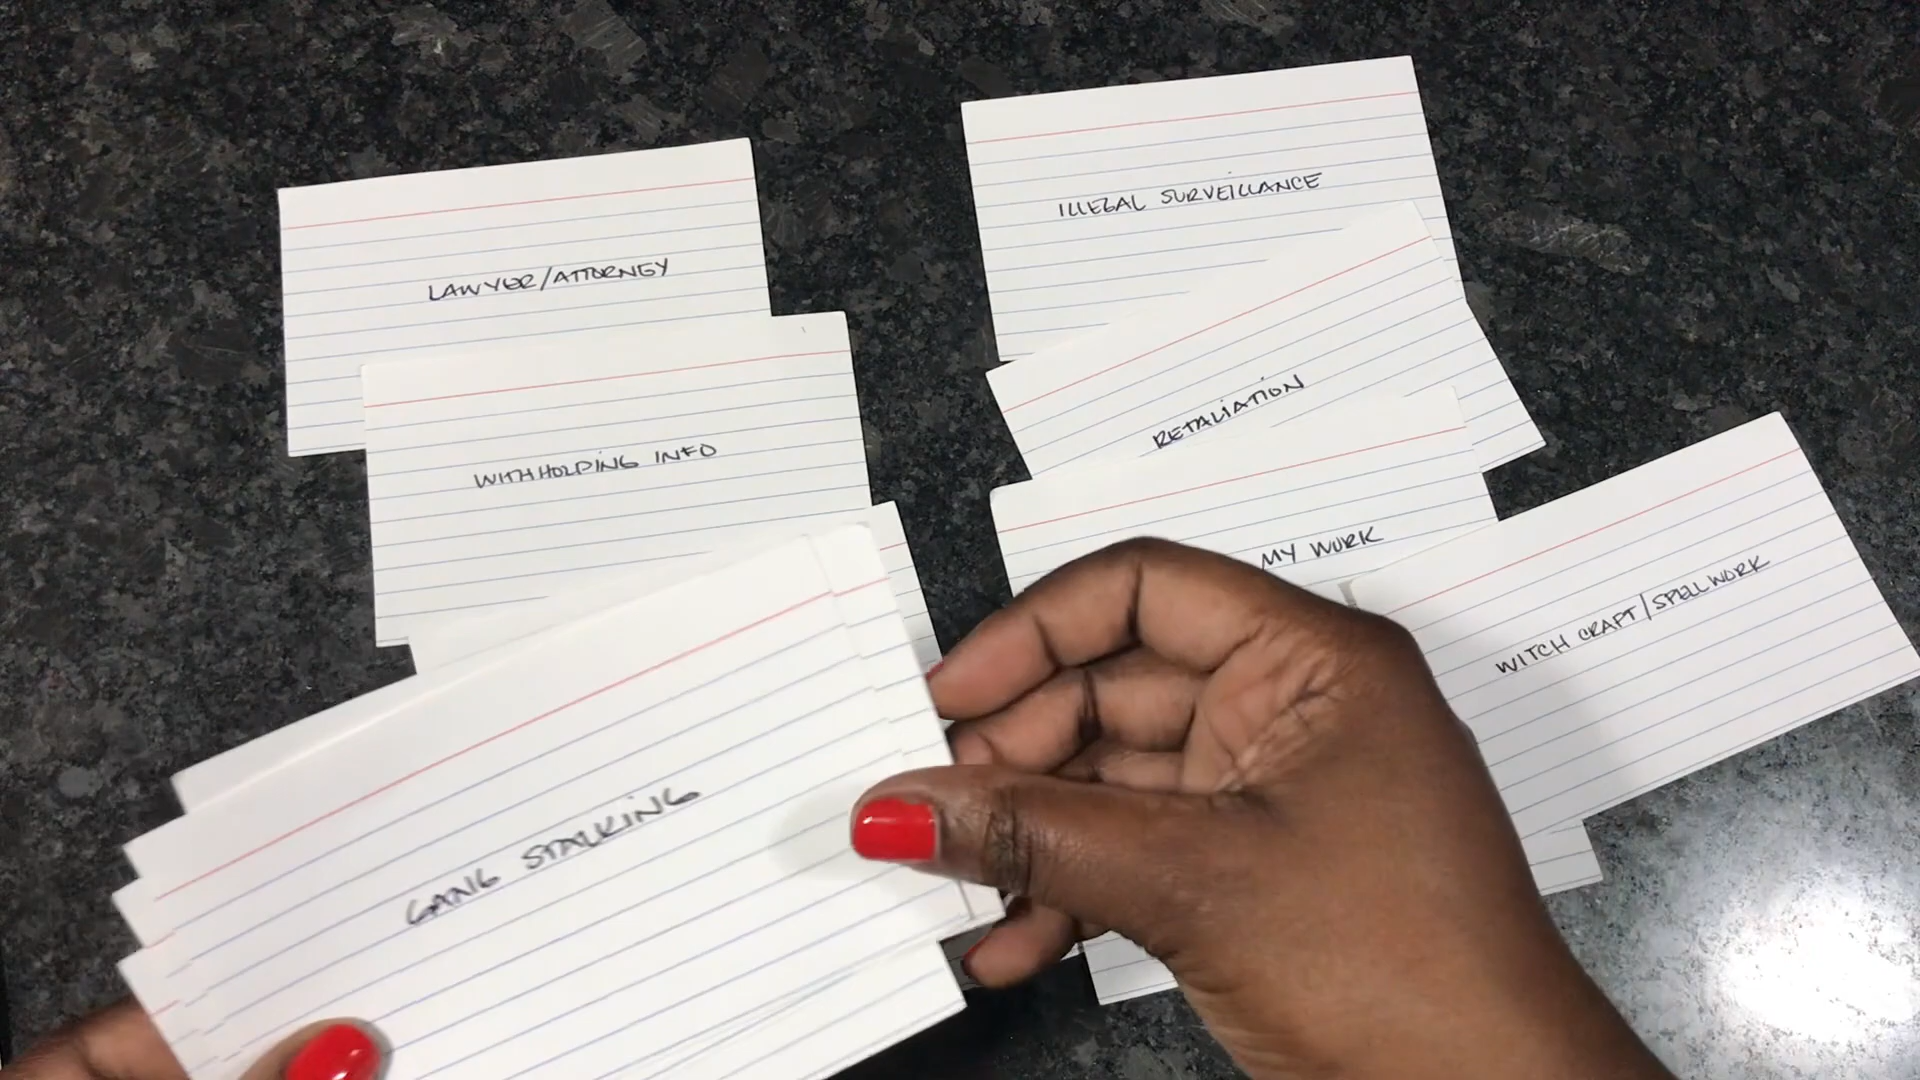 LAWYER/ATTORNEY
WITHHOLDING INFO
GANG STALKING
ILLEGAL SURVEILLANCE
RETALIATION
MY WORK
WITCH CRAFT/SPELL WORK